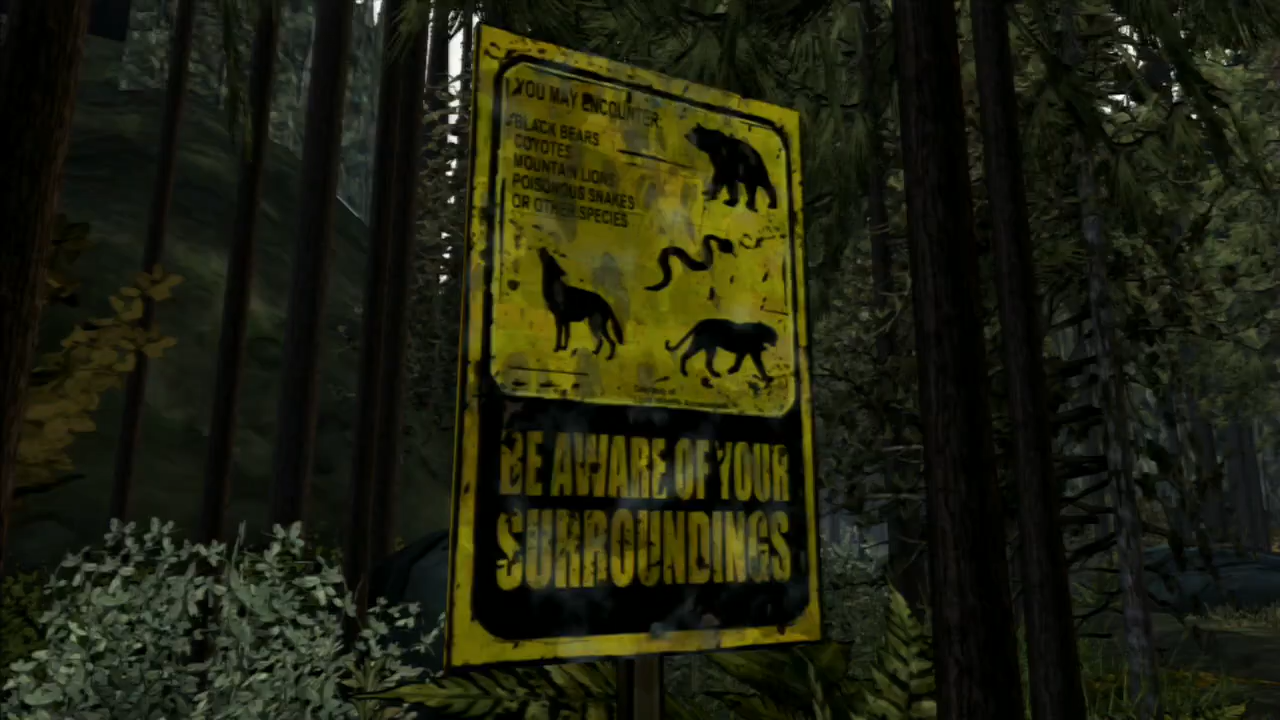 YOU MAY ENCOUNTER:
BLACK BEARS
COYOTES
MOUNTAIN LIONS
POISONOUS SNAKES
OR OTHER SPECIES
BE AWARE OF YOUR
SURROUNDINGS